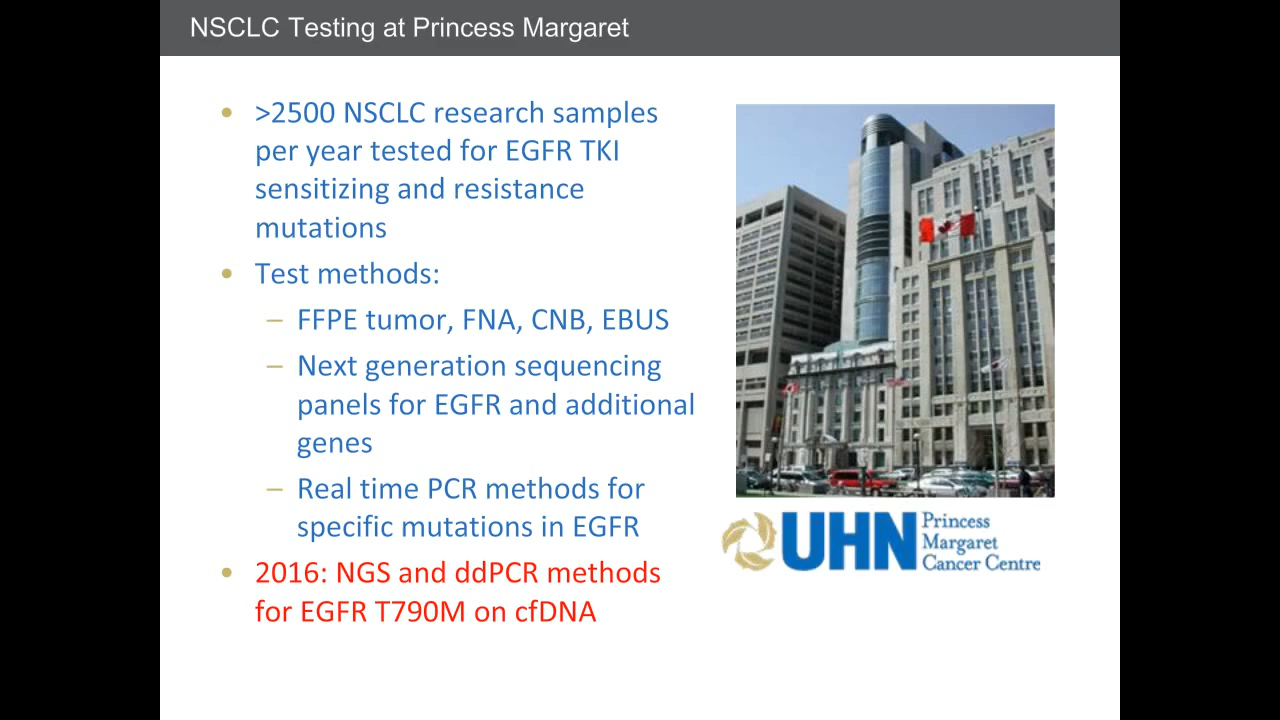 NSCLC Testing at Princess Margaret
• >2500 NSCLC research samples
per year tested for EGFR TKI
sensitizing and resistance
mutations
• Test methods:
– FFPE tumor, FNA, CNB, EBUS
– Next generation sequencing
panels for EGFR and additional
genes
– Real time PCR methods for
specific mutations in EGFR
• 2016: NGS and ddPCR methods
for EGFR T790M on cfDNA
UHN
Princess
Margaret
Cancer Centre